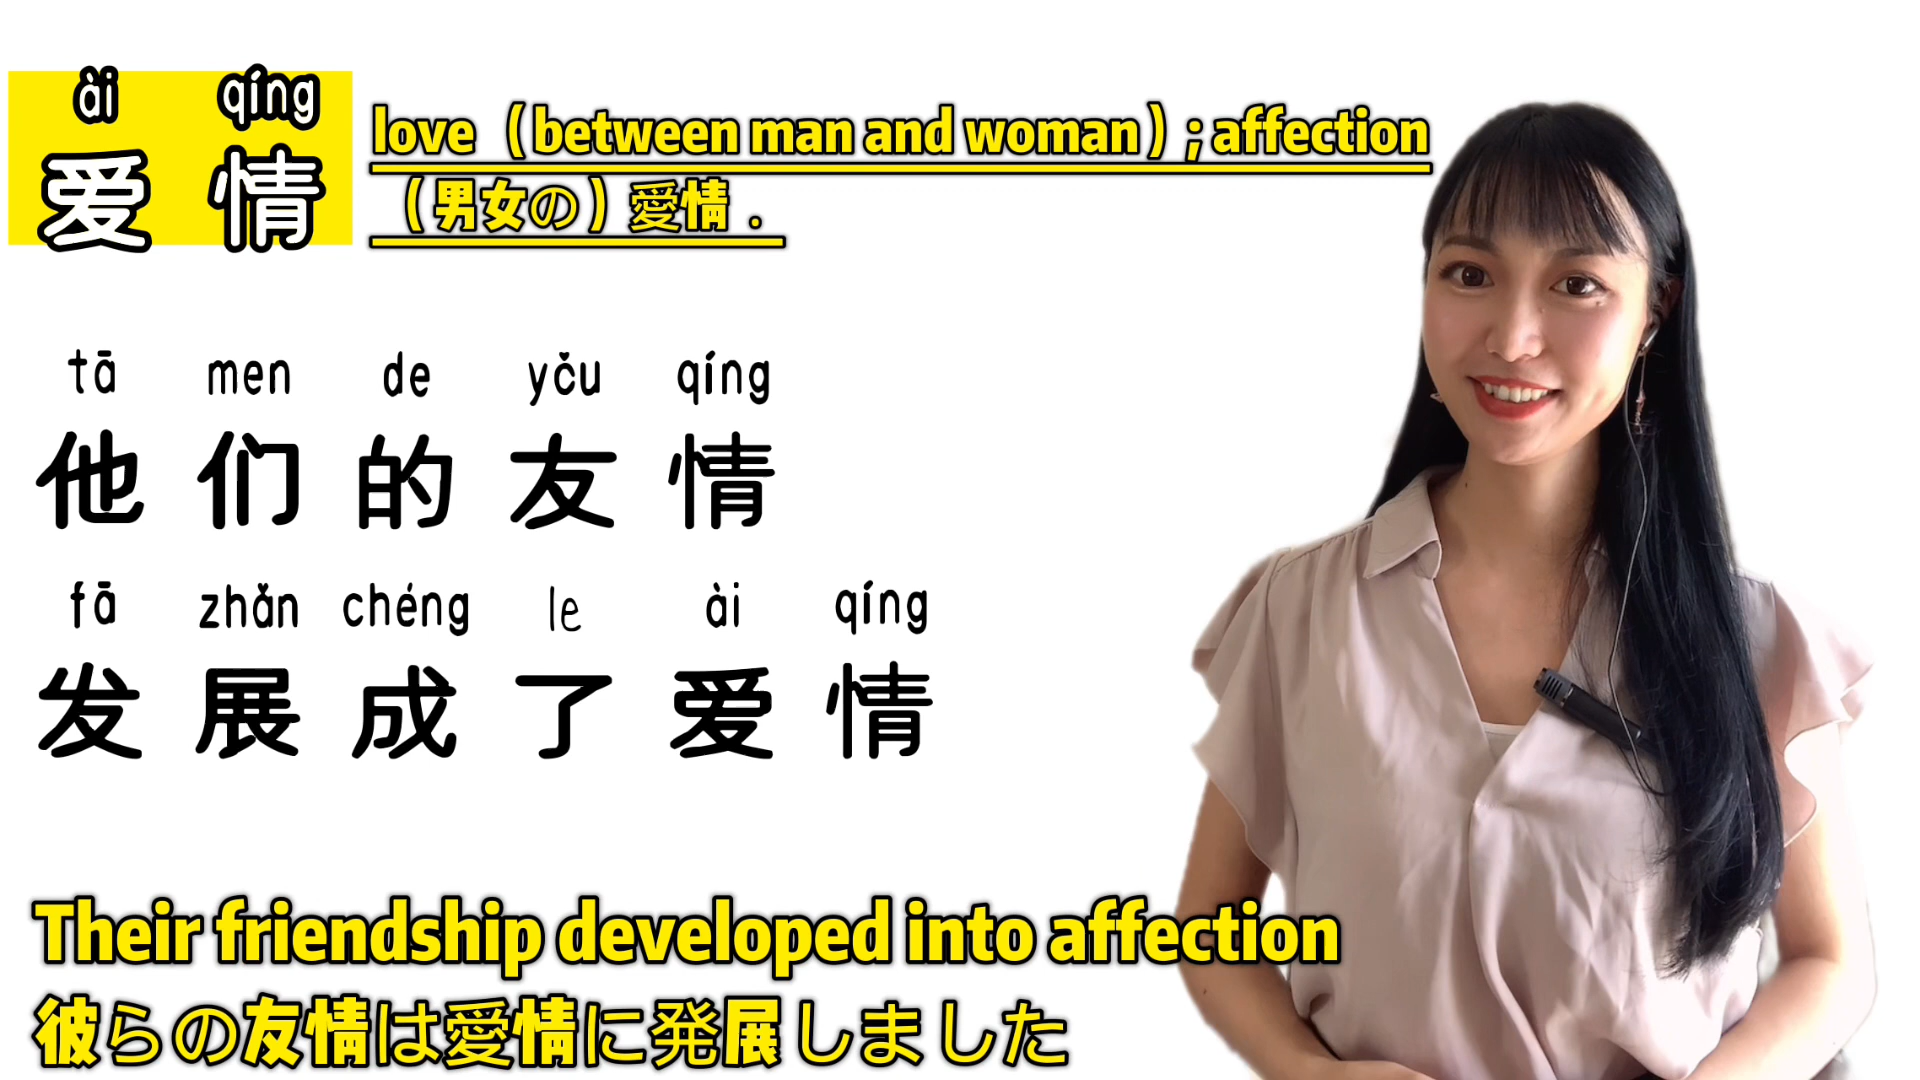 ài qíng
爱 情
love（between man and woman）; affection
（男女の）愛情．
tā men de yǒu qíng
他 们 的 友 情
fā zhǎn chéng le ài qíng
发 展 成 了 爱 情
Their friendship developed into affection
彼らの友情は愛情に発展しました